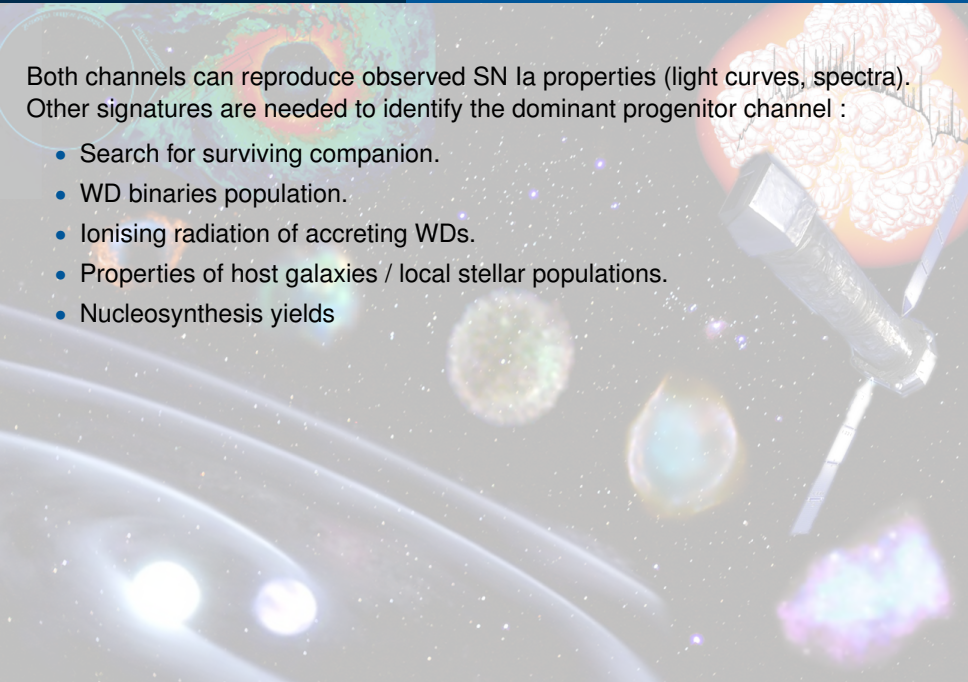 Both channels can reproduce observed SN Ia properties (light curves, spectra).
Other signatures are needed to identify the dominant progenitor channel :
• Search for surviving companion.
• WD binaries population.
• Ionising radiation of accreting WDs.
• Properties of host galaxies / local stellar populations.
• Nucleosynthesis yields